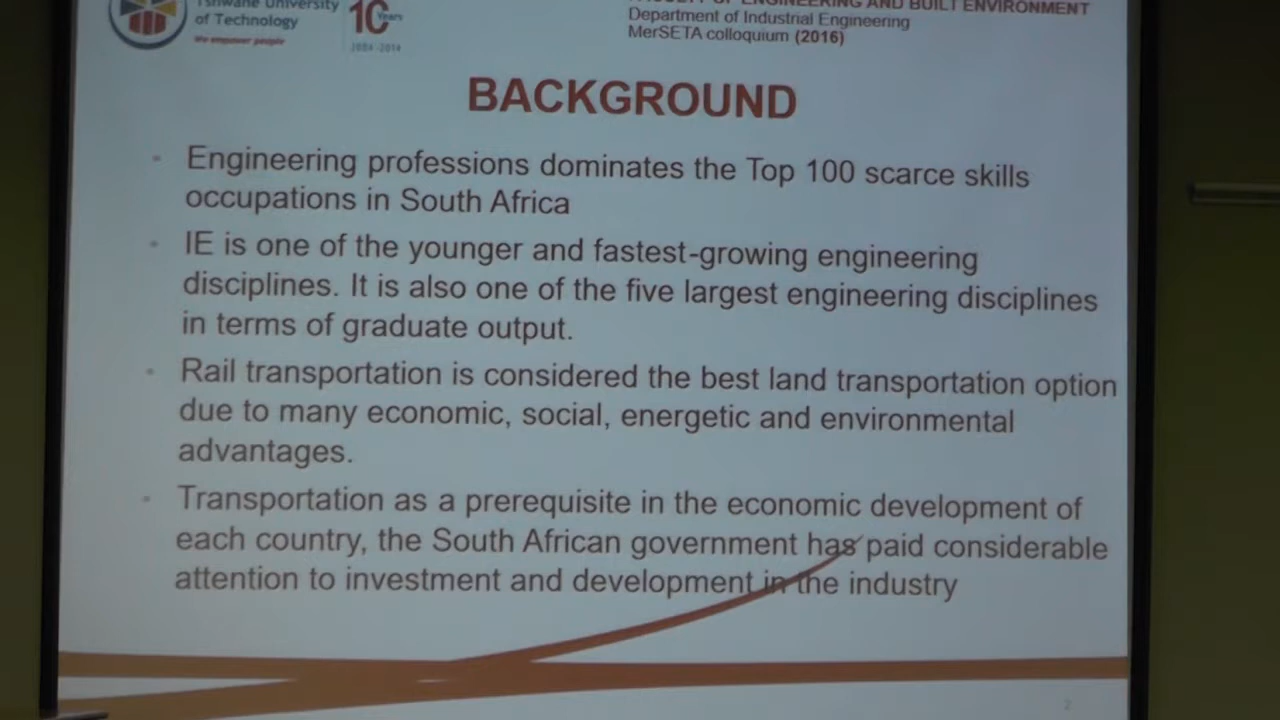 Tshwane University
of Technology
We empower people
10
Years
2004 - 2014
FACULTY OF ENGINEERING AND BUILT ENVIRONMENT
Department of Industrial Engineering
MerSETA colloquium (2016)
BACKGROUND
Engineering professions dominates the Top 100 scarce skills
occupations in South Africa
IE is one of the younger and fastest-growing engineering
disciplines. It is also one of the five largest engineering disciplines
in terms of graduate output.
Rail transportation is considered the best land transportation option
due to many economic, social, energetic and environmental
advantages.
Transportation as a prerequisite in the economic development of
each country, the South African government has paid considerable
attention to investment and development in the industry
2